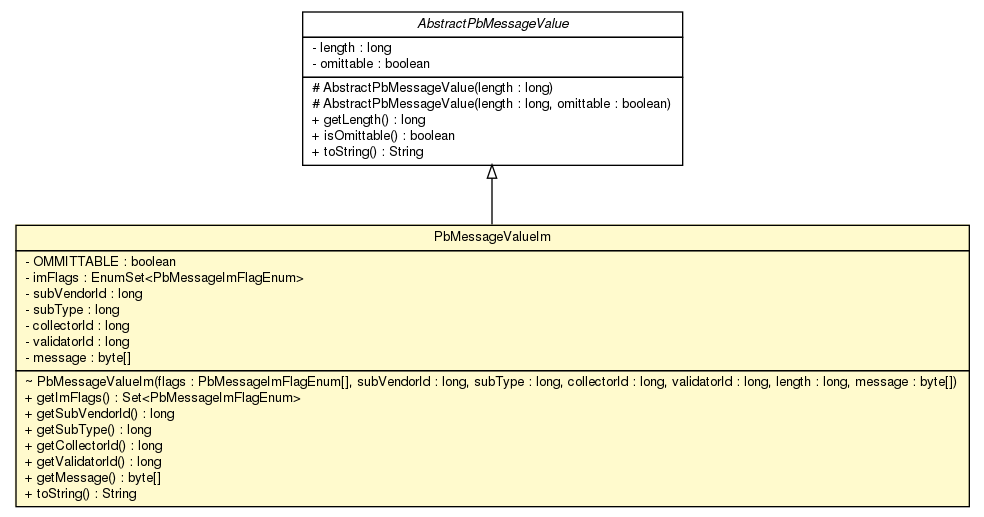 AbstractPbMessageValue
- length : long
- omittable : boolean
# AbstractPbMessageValue(length : long)
# AbstractPbMessageValue(length : long, omittable : boolean)
+ getLength() : long
+ isOmittable() : boolean
+ toString() : String
PbMessageValueIm
- OMMITTABLE : boolean
- imFlags : EnumSet<PbMessageImFlagEnum>
- subVendorId : long
- subType : long
- collectorId : long
- validatorId : long
- message : byte[]
~ PbMessageValueIm(flags : PbMessageImFlagEnum[], subVendorId : long, subType : long, collectorId : long, validatorId : long, length : long, message : byte[])
+ getImFlags() : Set<PbMessageImFlagEnum>
+ getSubVendorId() : long
+ getSubType() : long
+ getCollectorId() : long
+ getValidatorId() : long
+ getMessage() : byte[]
+ toString() : String